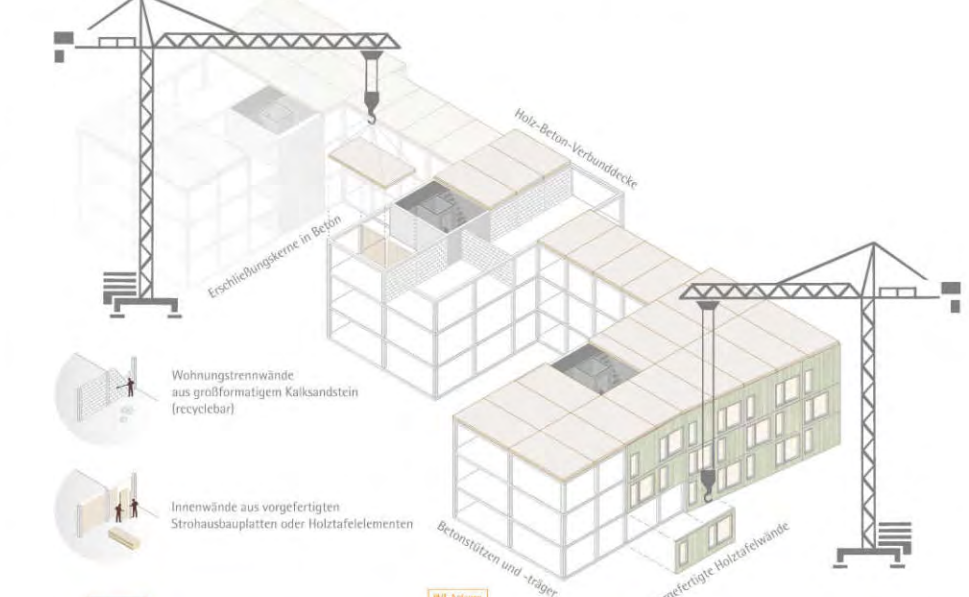 Holz-Beton-Verbunddecke
Erschließungskerne in Beton
Wohnungstrennwände
aus großformatigem Kalksandstein
(recyclebar)
Innenwände aus vorgefertigten
Strohausbauplatten oder Holztafelelementen
Betonstützen und -träger
gefertigte Holztafelwände